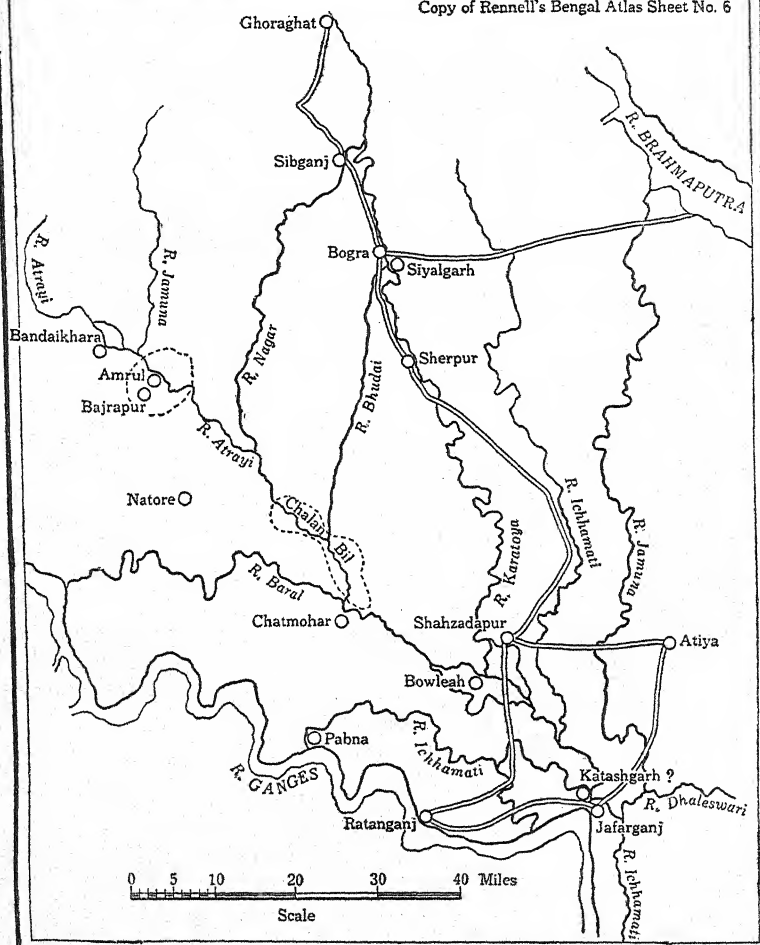 Copy of Rennell's Bengal Atlas Sheet No. 6
Ghoraghat
R. BRAHMAPUTRA
Sibganj
R. Atrayi
R. Jamuna
Bogra
Siyalgarh
Bandaikhara
R. Nagar
Sherpur
Amrul
R. Bhudai
Bajrapur
R. Atrayi
Natore
Chalan Bil
R. Ichhamati
R. Jamuna
R. Karatoya
R. Baral
Chatmohar
Shahzadapur
Atiya
Bowleah
Pabna
R. Ichhamati
R. GANGES
Katashgarh ?
R. Dhaleswari
Ratanganj
Jafarganj
R. Ichhamati
0 5 10 20 30 40 Miles
Scale